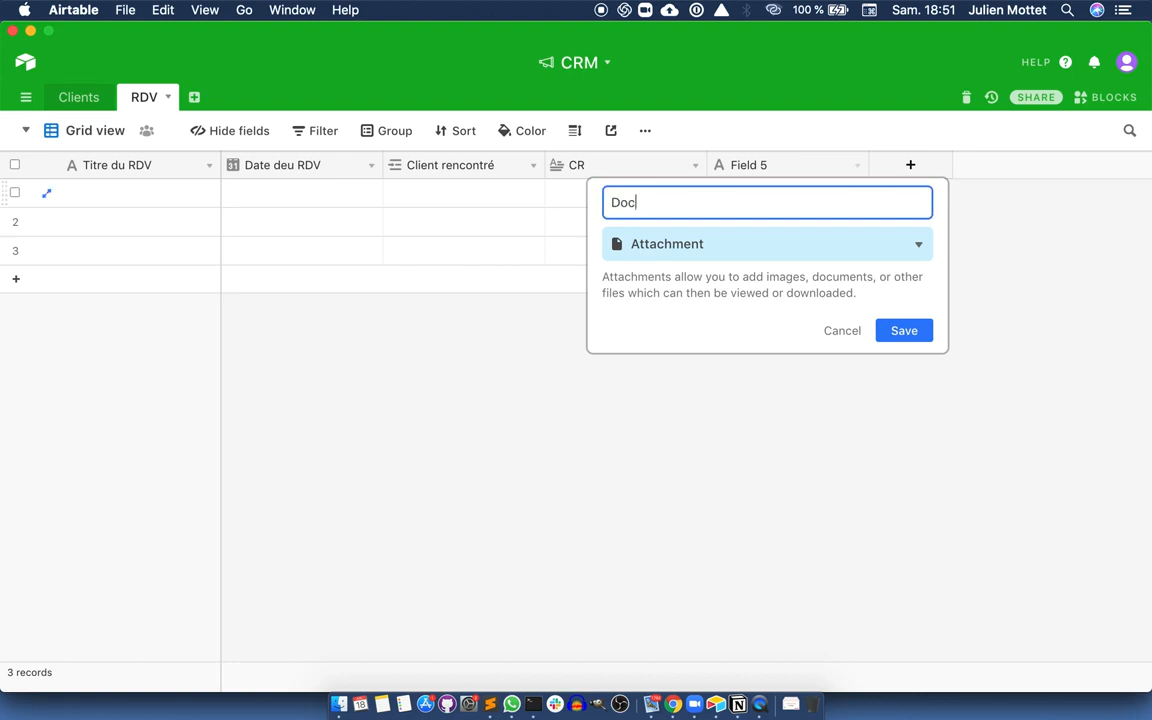 Airtable File Edit View Go Window Help 100 % Sam. 18:51 Julien Mottet
CRM
HELP
Clients RDV SHARE BLOCKS
Grid view Hide fields Filter Group Sort Color
A Titre du RDV 31 Date deu RDV Client rencontré CR A Field 5
Doc
2
Attachment
3
Attachments allow you to add images, documents, or other
files which can then be viewed or downloaded.
Cancel Save
3 records
18